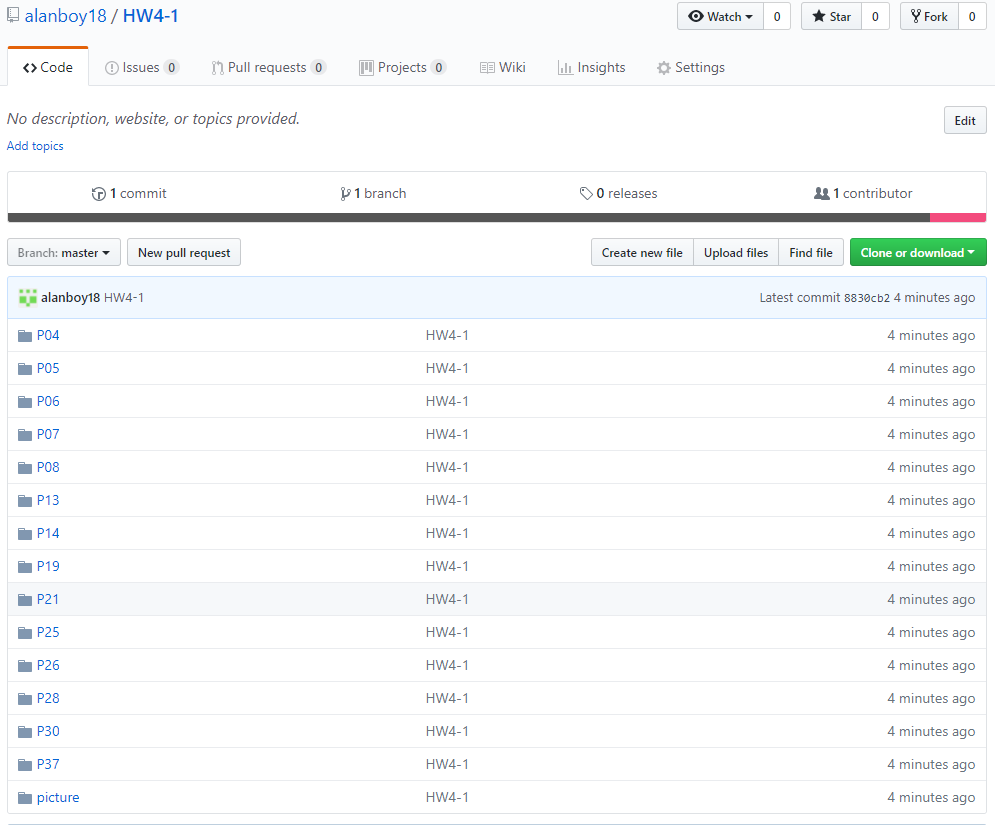 alanboy18 / HW4-1 Watch 0 Star 0 Fork 0
Code Issues 0 Pull requests 0 Projects 0 Wiki Insights Settings
No description, website, or topics provided. Edit
Add topics
1 commit 1 branch 0 releases 1 contributor
Branch: master New pull request Create new file Upload files Find file Clone or download
alanboy18 HW4-1 Latest commit 8830cb2 4 minutes ago
P04 HW4-1 4 minutes ago
P05 HW4-1 4 minutes ago
P06 HW4-1 4 minutes ago
P07 HW4-1 4 minutes ago
P08 HW4-1 4 minutes ago
P13 HW4-1 4 minutes ago
P14 HW4-1 4 minutes ago
P19 HW4-1 4 minutes ago
P21 HW4-1 4 minutes ago
P25 HW4-1 4 minutes ago
P26 HW4-1 4 minutes ago
P28 HW4-1 4 minutes ago
P30 HW4-1 4 minutes ago
P37 HW4-1 4 minutes ago
picture HW4-1 4 minutes ago